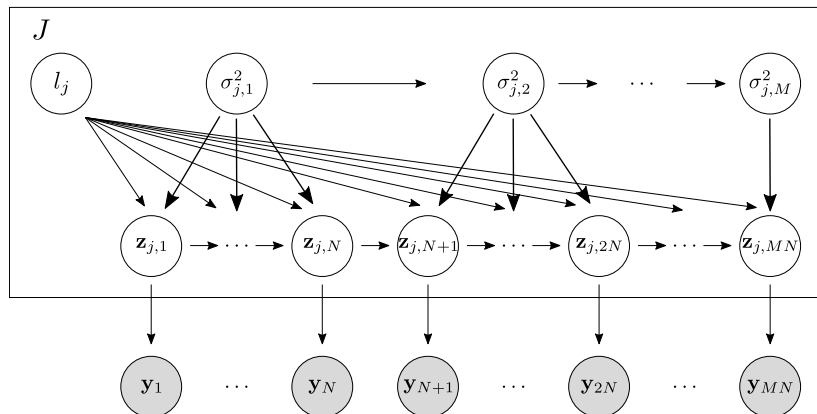 J
l_j σ²_{j,1} σ²_{j,2} ⋯ σ²_{j,M}
z_{j,1} ⋯ z_{j,N} z_{j,N+1} ⋯ z_{j,2N} ⋯ z_{j,MN}
y_1 ⋯ y_N y_{N+1} ⋯ y_{2N} ⋯ y_{MN}